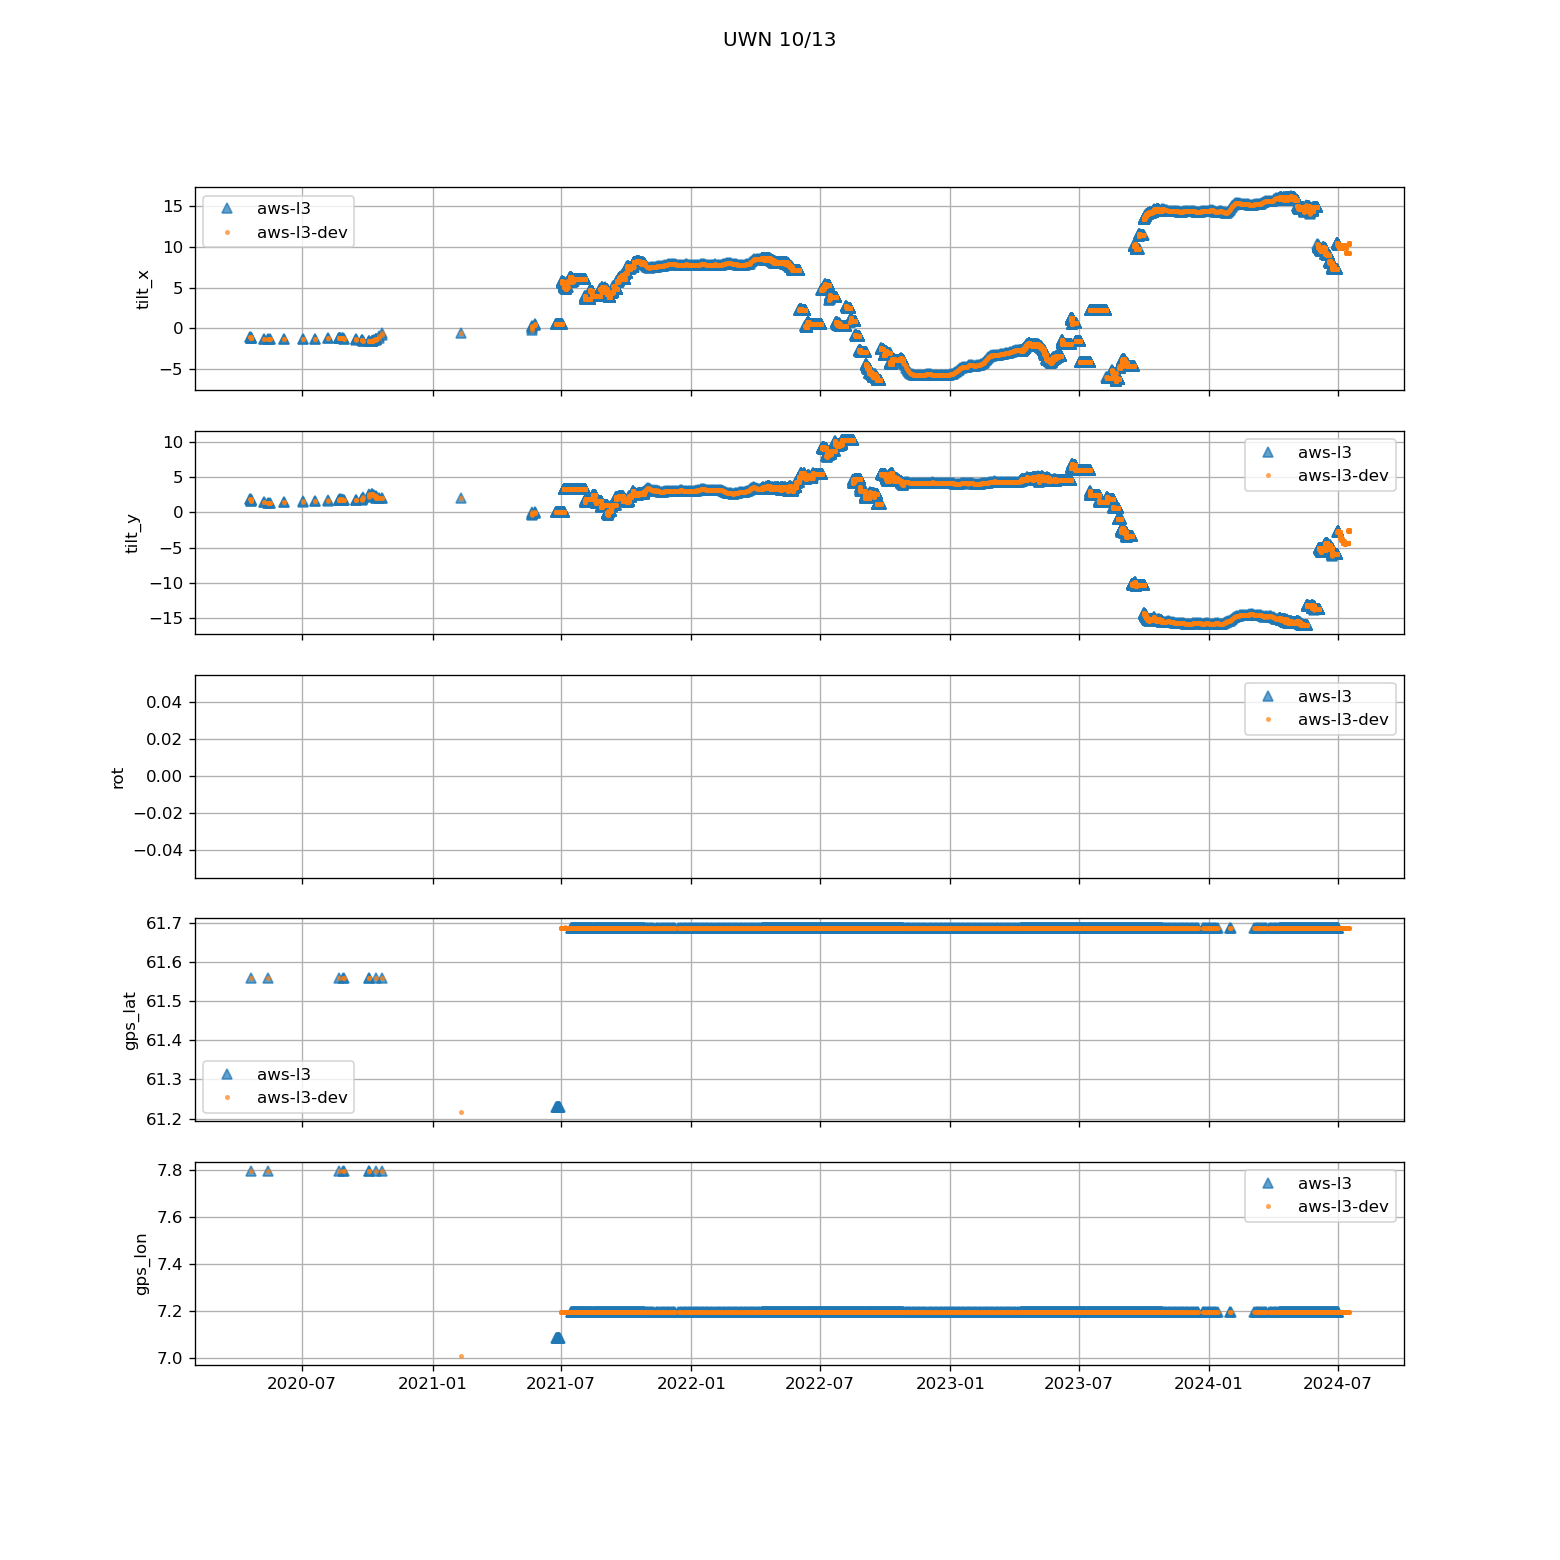 UWN 10/13
15
10
5
0
−5
tilt_x
aws-l3
aws-l3-dev
10
5
0
−5
−10
−15
tilt_y
aws-l3
aws-l3-dev
0.04
0.02
0.00
−0.02
−0.04
rot
aws-l3
aws-l3-dev
61.7
61.6
61.5
61.4
61.3
61.2
gps_lat
aws-l3
aws-l3-dev
7.8
7.6
7.4
7.2
7.0
gps_lon
aws-l3
aws-l3-dev
2020-07 2021-01 2021-07 2022-01 2022-07 2023-01 2023-07 2024-01 2024-07